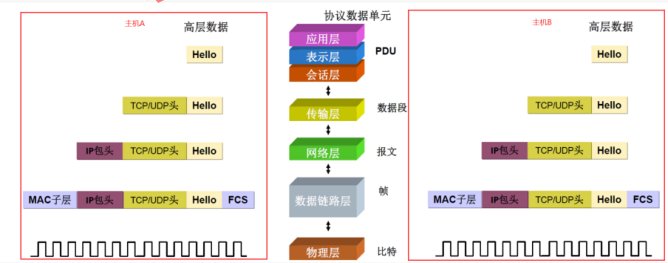 主机A
高层数据
Hello
TCP/UDP头 Hello
IP包头 TCP/UDP头 Hello
MAC子层 IP包头 TCP/UDP头 Hello FCS
协议数据单元
应用层
表示层 PDU
会话层
传输层 数据段
网络层 报文
数据链路层 帧
物理层 比特
主机B
高层数据
Hello
TCP/UDP头 Hello
IP包头 TCP/UDP头 Hello
MAC子层 IP包头 TCP/UDP头 Hello FCS